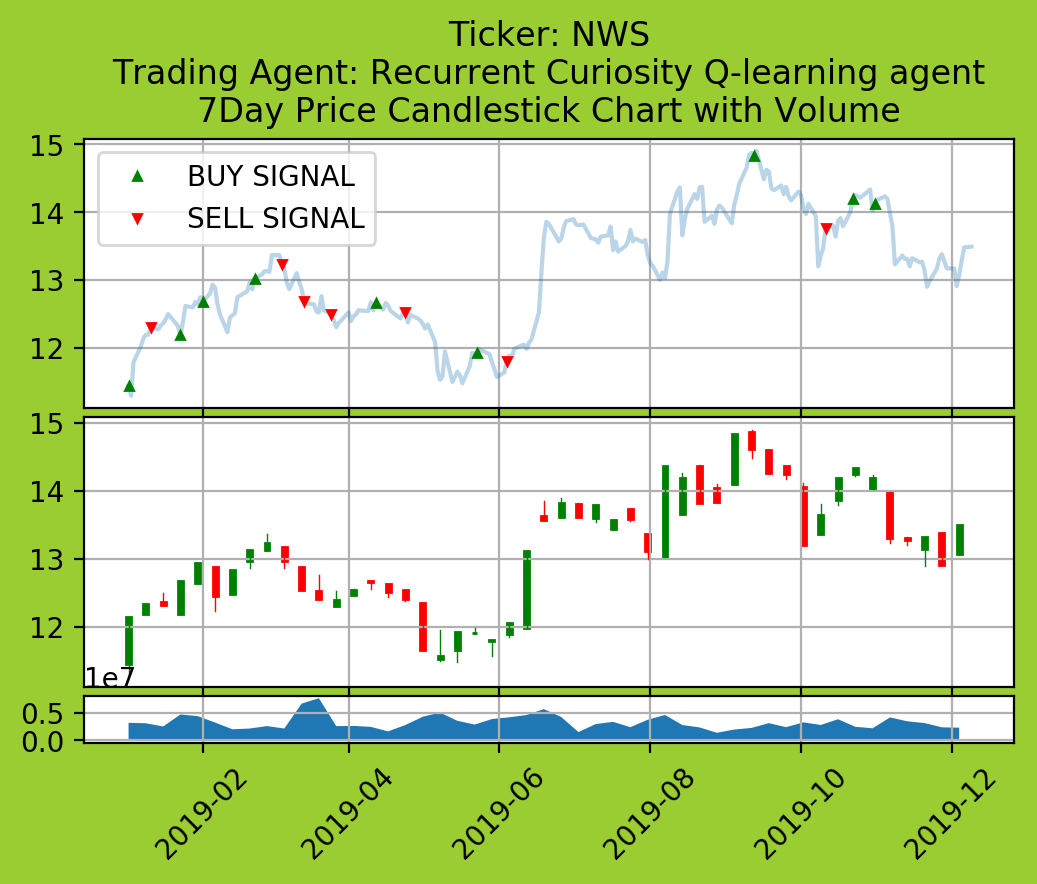 Ticker: NWS
Trading Agent: Recurrent Curiosity Q-learning agent
7Day Price Candlestick Chart with Volume
15
BUY SIGNAL
14
SELL SIGNAL
13
12
15
14
13
12
1e7
0.5
0.0
2019-02
2019-04
2019-06
2019-08
2019-10
2019-12